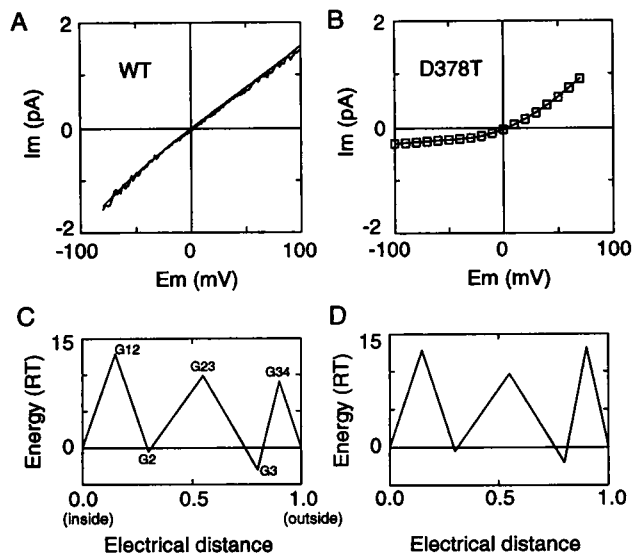 A
B
2
WT
Im (pA)
0
-2
-100
0
100
Em (mV)
2
D378T
Im (pA)
0
-2
-100
0
100
Em (mV)
C
D
15
G12
G23
G34
Energy (RT)
0
G2
G3
0.0
0.5
1.0
(inside)
(outside)
Electrical distance
15
Energy (RT)
0
0.0
0.5
1.0
Electrical distance